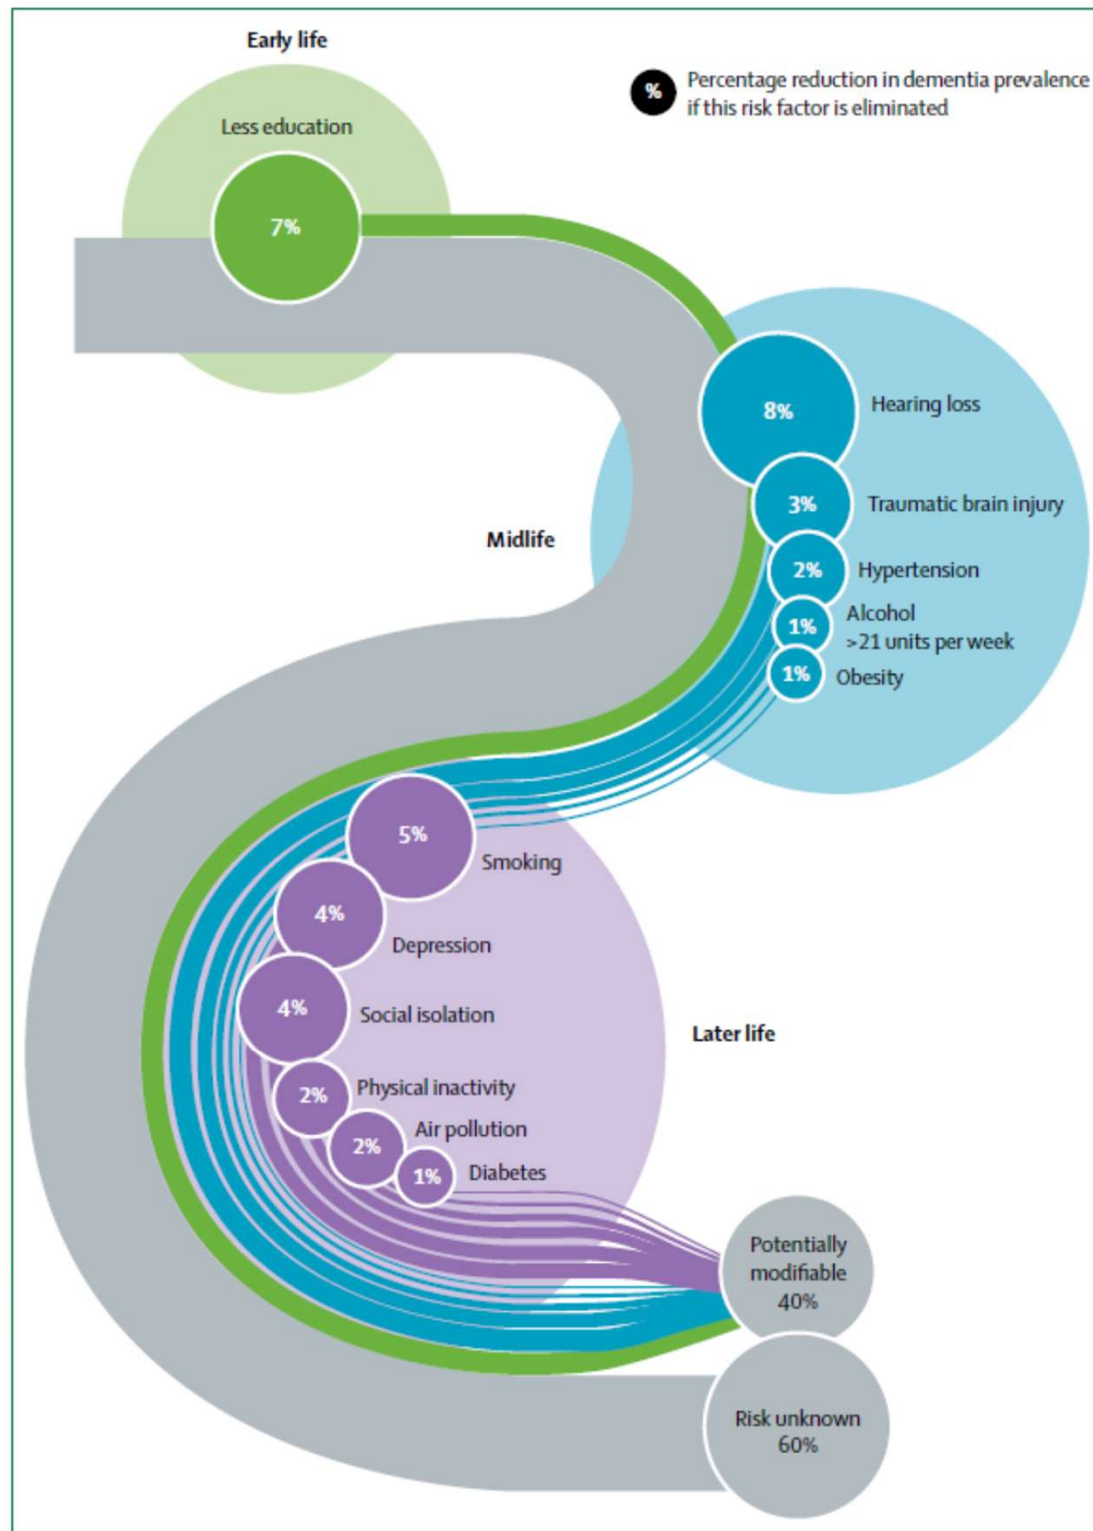 Early life
%
Percentage reduction in dementia prevalence
if this risk factor is eliminated
Less education
7%
8%
Hearing loss
3%
Traumatic brain injury
Midlife
2%
Hypertension
1%
Alcohol
>21 units per week
1%
Obesity
5%
Smoking
4%
Depression
4%
Social isolation
Later life
2%
Physical inactivity
2%
Air pollution
1%
Diabetes
Potentially
modifiable
40%
Risk unknown
60%